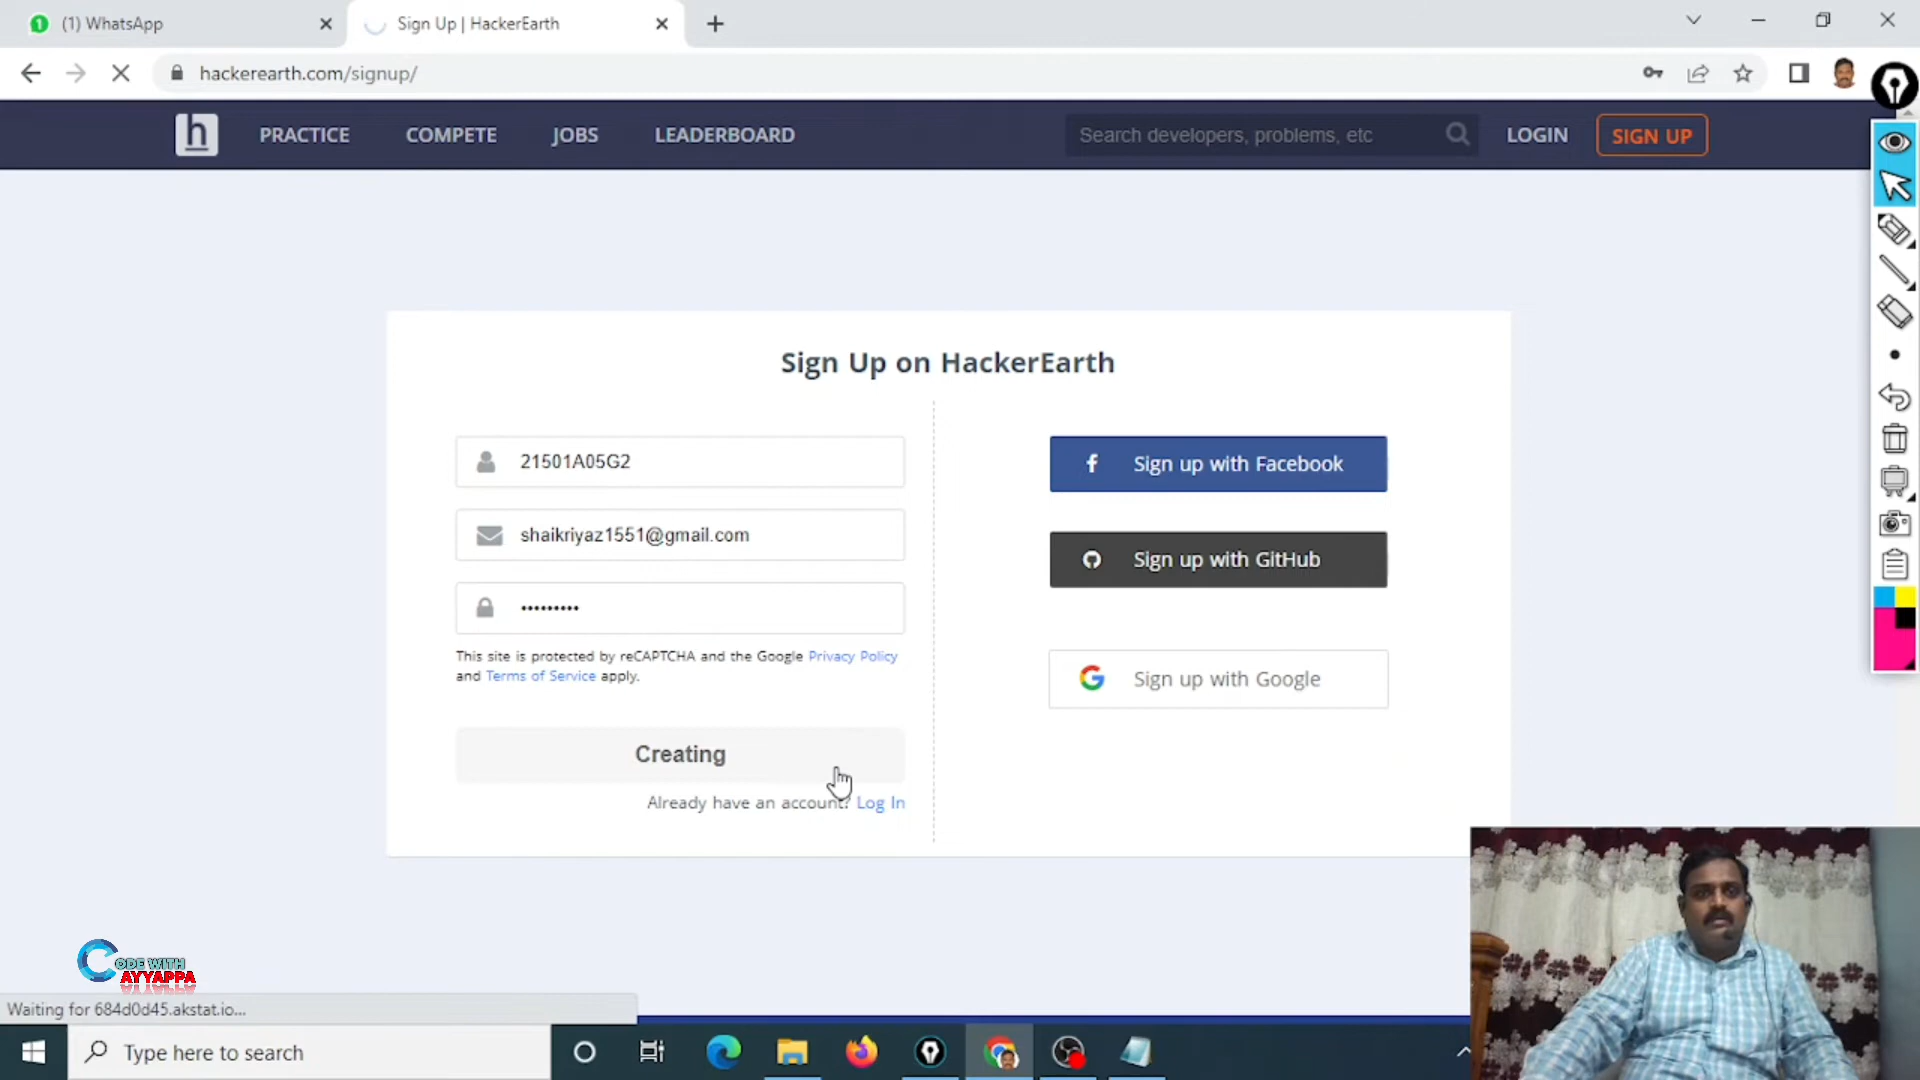 (1) WhatsApp
Sign Up | HackerEarth
hackerearth.com/signup/
h PRACTICE COMPETE JOBS LEADERBOARD Search developers, problems, etc LOGIN SIGN UP
Sign Up on HackerEarth
21501A05G2
shaikriyaz1551@gmail.com
•••••••••
This site is protected by reCAPTCHA and the Google Privacy Policy
and Terms of Service apply.
Creating
Already have an account? Log In
Sign up with Facebook
Sign up with GitHub
Sign up with Google
CODE WITH
AYYAPPA
Waiting for 684d0d45.akstat.io...
Type here to search